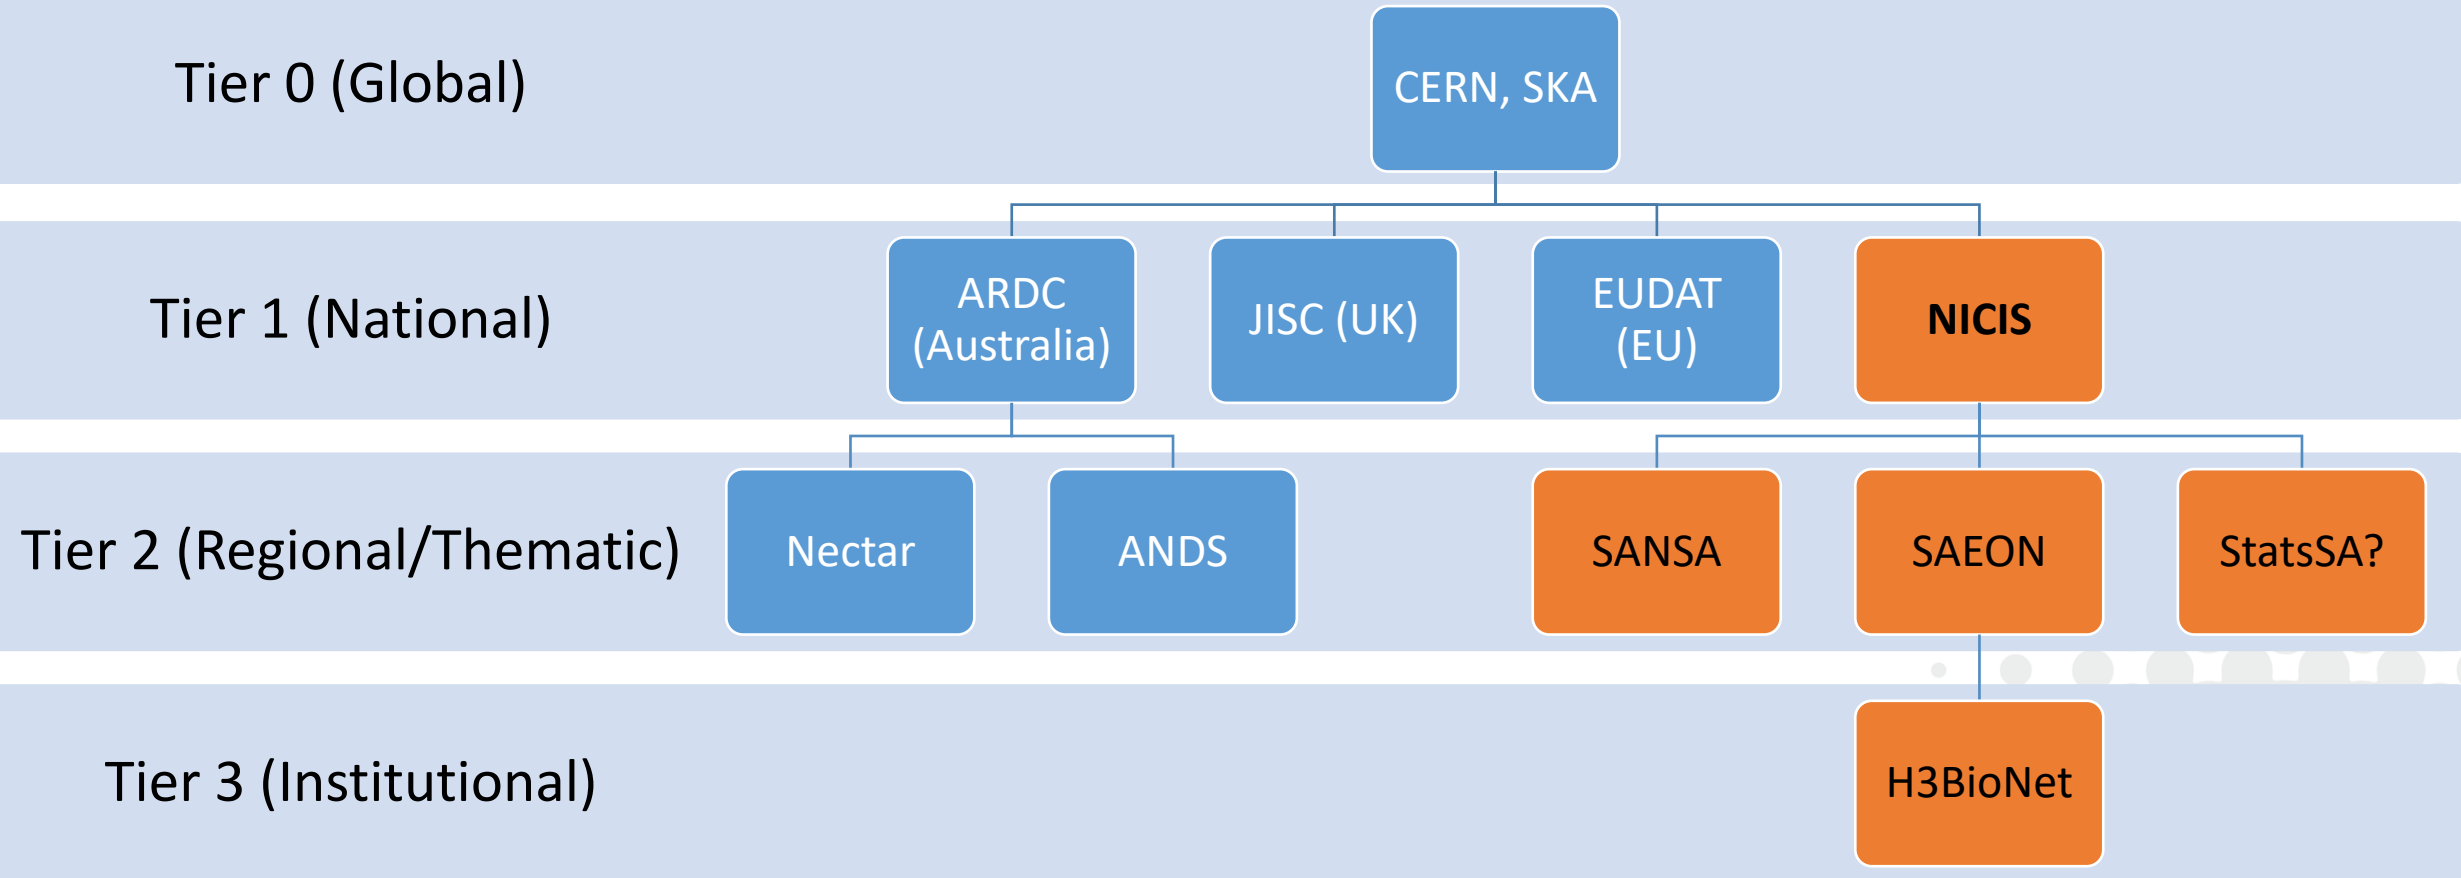 Tier 0 (Global)
CERN, SKA
Tier 1 (National)
ARDC
(Australia)
JISC (UK)
EUDAT
(EU)
NICIS
Tier 2 (Regional/Thematic)
Nectar
ANDS
SANSA
SAEON
StatsSA?
Tier 3 (Institutional)
H3BioNet